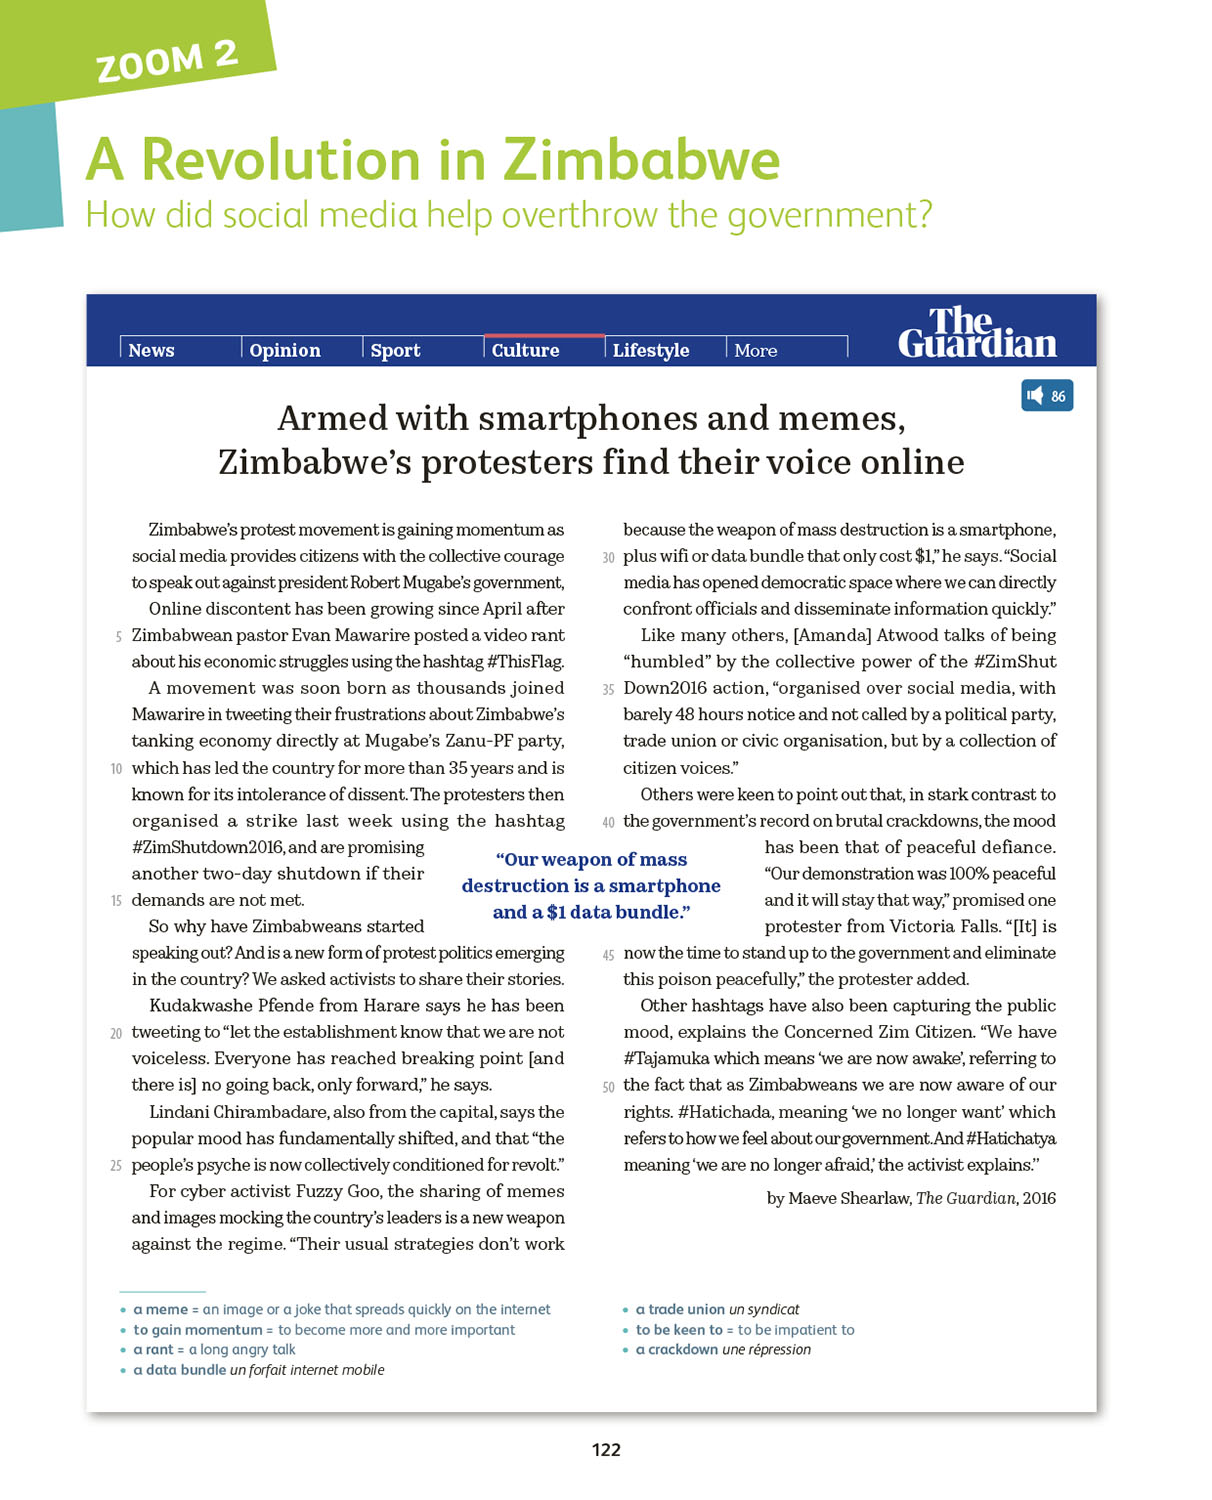 ZOOM 2
A Revolution in Zimbabwe
How did social media help overthrow the government?
News
Opinion
Sport
Culture
Lifestyle
More
The
Guardian
86
Armed with smartphones and memes,
Zimbabwe's protesters find their voice online
Zimbabwe's protest movement is gaining momentum as
social media provides citizens with the collective courage
to speak out against president Robert Mugabe's government,
Online discontent has been growing since April after
5 Zimbabwean pastor Evan Mawarire posted a video rant
about his economic struggles using the hashtag #ThisFlag.
A movement was soon born as thousands joined
Mawarire in tweeting their frustrations about Zimbabwe's
tanking economy directly at Mugabe's Zanu-PF party,
10 which has led the country for more than 35 years and is
known for its intolerance of dissent. The protesters then
organised a strike last week using the hashtag
#ZimShutdown2016, and are promising
another two-day shutdown if their
15 demands are not met.
So why have Zimbabweans started
speaking out? And is a new form of protest politics emerging
in the country? We asked activists to share their stories.
Kudakwashe Pfende from Harare says he has been
20 tweeting to “let the establishment know that we are not
voiceless. Everyone has reached breaking point [and
there is] no going back, only forward,” he says.
Lindani Chirambadare, also from the capital, says the
popular mood has fundamentally shifted, and that “the
25 people's psyche is now collectively conditioned for revolt.”
For cyber activist Fuzzy Goo, the sharing of memes
and images mocking the country's leaders is a new weapon
against the regime. “Their usual strategies don't work
“Our weapon of mass
destruction is a smartphone
and a $1 data bundle.”
because the weapon of mass destruction is a smartphone,
30 plus wifi or data bundle that only cost $1,” he says. “Social
media has opened democratic space where we can directly
confront officials and disseminate information quickly.”
Like many others, [Amanda] Atwood talks of being
“humbled” by the collective power of the #ZimShut
35 Down2016 action, “organised over social media, with
barely 48 hours notice and not called by a political party,
trade union or civic organisation, but by a collection of
citizen voices.”
Others were keen to point out that, in stark contrast to
40 the government's record on brutal crackdowns, the mood
has been that of peaceful defiance.
“Our demonstration was 100% peaceful
and it will stay that way,” promised one
protester from Victoria Falls. “[It] is
45 now the time to stand up to the government and eliminate
this poison peacefully,” the protester added.
Other hashtags have also been capturing the public
mood, explains the Concerned Zim Citizen. “We have
#Tajamuka which means ‘we are now awake’, referring to
50 the fact that as Zimbabweans we are now aware of our
rights. #Hatichada, meaning ‘we no longer want’ which
refers to how we feel about our government. And #Hatichatya
meaning ‘we are no longer afraid,’ the activist explains.”
by Maeve Shearlaw, The Guardian, 2016
• a meme = an image or a joke that spreads quickly on the internet
• to gain momentum = to become more and more important
• a rant = a long angry talk
• a data bundle un forfait internet mobile
• a trade union un syndicat
• to be keen to = to be impatient to
• a crackdown une répression
122